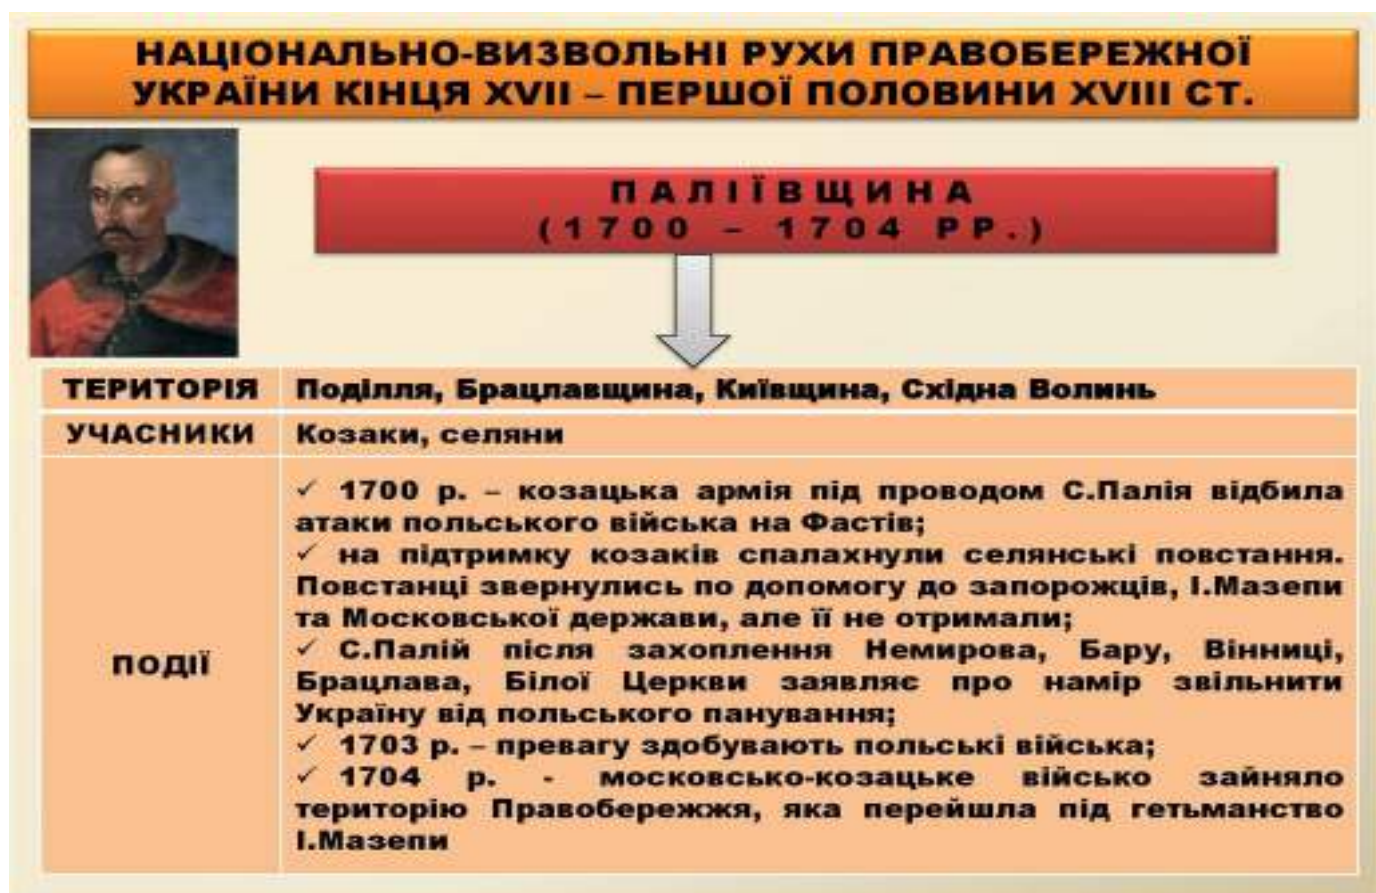 НАЦІОНАЛЬНО-ВИЗВОЛЬНІ РУХИ ПРАВОБЕРЕЖНОЇ
УКРАЇНИ КІНЦЯ XVII – ПЕРШОЇ ПОЛОВИНИ XVIII СТ.
ПАЛІЇВЩИНА
(1700 – 1704 РР.)
ТЕРИТОРІЯ Поділля, Брацлавщина, Київщина, Східна Волинь
УЧАСНИКИ Козаки, селяни
ПОДІЇ
✓ 1700 р. – козацька армія під проводом С.Палія відбила
атаки польського війська на Фастів;
✓ на підтримку козаків спалахнули селянські повстання.
Повстанці звернулись по допомогу до запорожців, І.Мазепи
та Московської держави, але її не отримали;
✓ С.Палій після захоплення Немирова, Бару, Вінниці,
Брацлава, Білої Церкви заявляє про намір звільнити
Україну від польського панування;
✓ 1703 р. – превагу здобувають польські війська;
✓ 1704 р. - московсько-козацьке військо зайняло
територію Правобережжя, яка перейшла під гетьманство
І.Мазепи